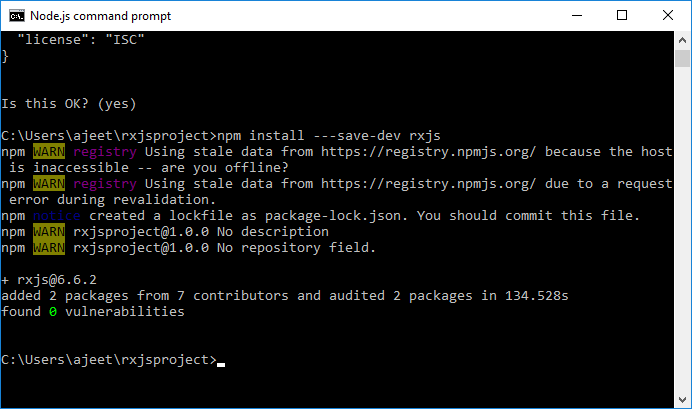 Node.js command prompt
"license": "ISC"
}
Is this OK? (yes)
C:\Users\ajeet\rxjsproject>npm install ---save-dev rxjs
npm WARN registry Using stale data from https://registry.npmjs.org/ because the host
is inaccessible -- are you offline?
npm WARN registry Using stale data from https://registry.npmjs.org/ due to a request
error during revalidation.
npm notice created a lockfile as package-lock.json. You should commit this file.
npm WARN rxjsproject@1.0.0 No description
npm WARN rxjsproject@1.0.0 No repository field.
+ rxjs@6.6.2
added 2 packages from 7 contributors and audited 2 packages in 134.528s
found 0 vulnerabilities
C:\Users\ajeet\rxjsproject>